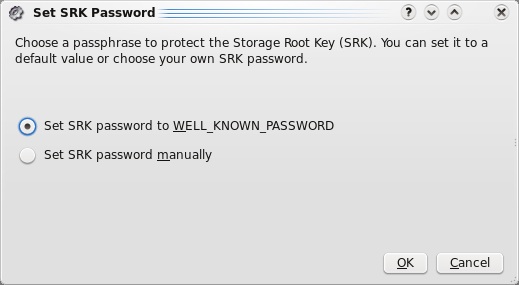 Set SRK Password
Choose a passphrase to protect the Storage Root Key (SRK). You can set it to a
default value or choose your own SRK password.
Set SRK password to WELL_KNOWN_PASSWORD
Set SRK password manually
OK Cancel